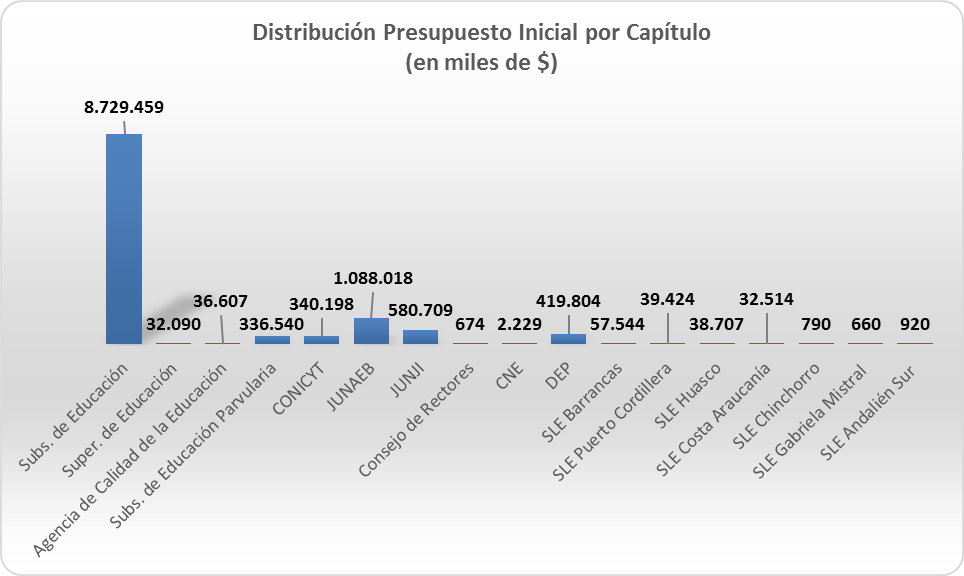 Distribución Presupuesto Inicial por Capítulo
(en miles de $)
8.729.459
32.090
36.607
336.540
340.198
1.088.018
580.709
674
2.229
419.804
57.544
39.424
38.707
32.514
790
660
920
Subs. de Educación
Super. de Educación
Agencia de Calidad de la Educación
Subs. de Educación Parvularia
CONICYT
JUNAEB
JUNJI
Consejo de Rectores
CNE
DEP
SLE Barrancas
SLE Puerto Cordillera
SLE Huasco
SLE Costa Araucanía
SLE Chinchorro
SLE Gabriela Mistral
SLE Andalién Sur